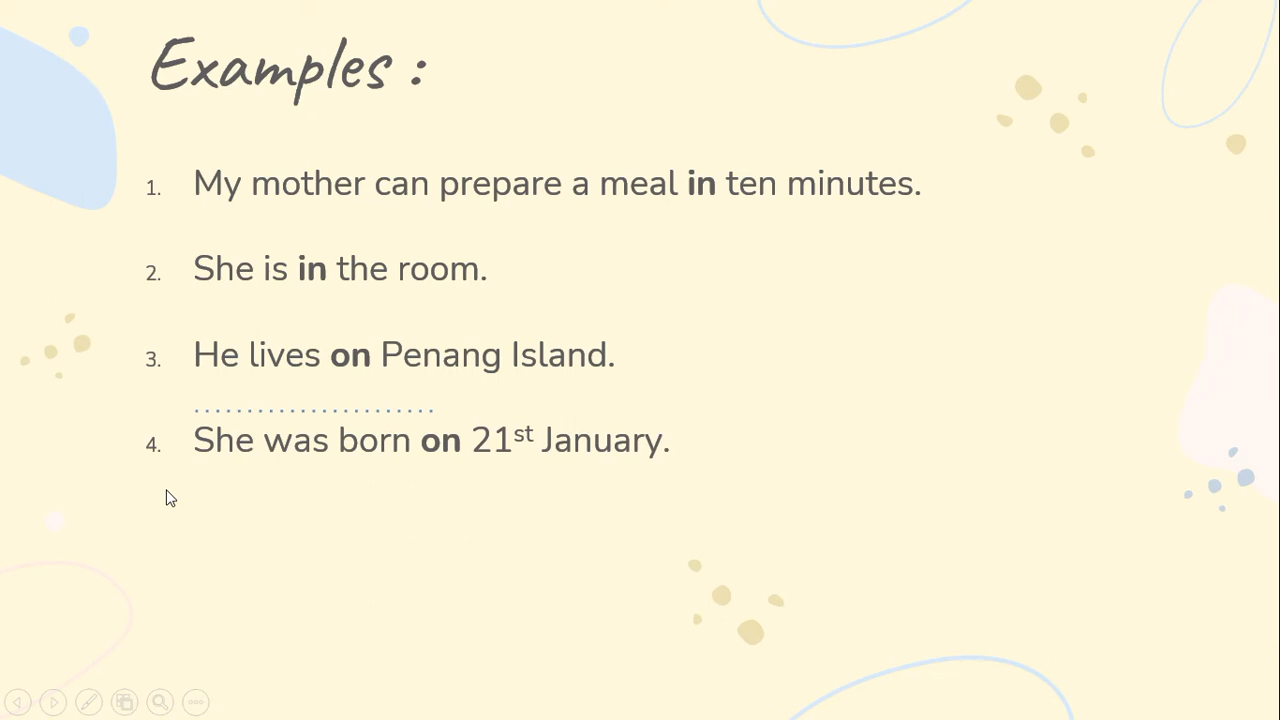 Examples :
1. My mother can prepare a meal in ten minutes.
2. She is in the room.
3. He lives on Penang Island.
4. She was born on 21st January.